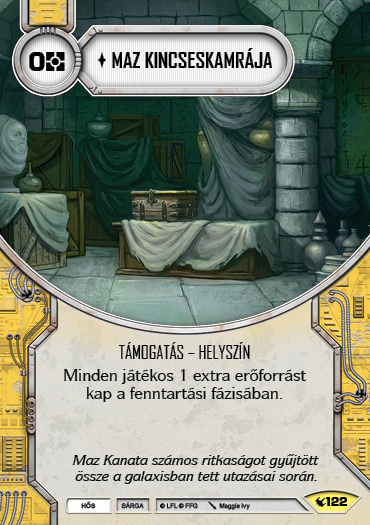 0
MAZ KINCSESKAMRÁJA
TÁMOGATÁS – HELYSZÍN
Minden játékos 1 extra erőforrást
kap a fenntartási fázisában.
Maz Kanata számos ritkaságot gyűjtött
össze a galaxisban tett utazásai során.
HŐS SÁRGA © LFL © FFG Maggie Ivy 122